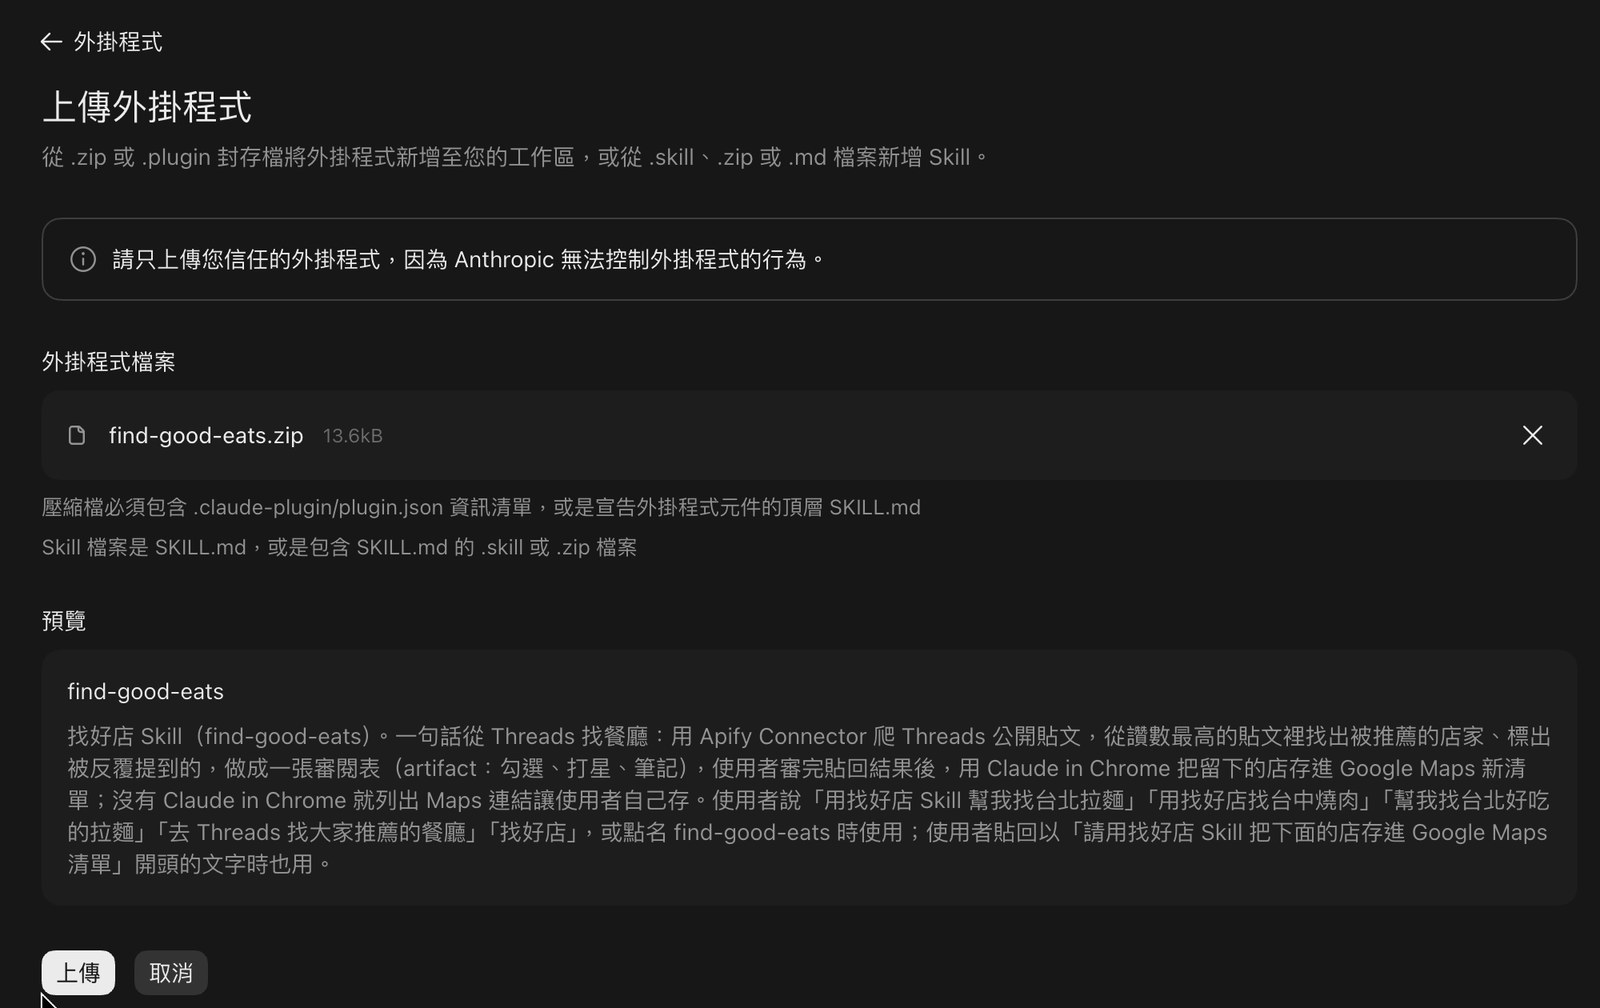 ← 外掛程式
上傳外掛程式
從 .zip 或 .plugin 封存檔將外掛程式新增至您的工作區，或從 .skill、.zip 或 .md 檔案新增 Skill。
請只上傳您信任的外掛程式，因為 Anthropic 無法控制外掛程式的行為。
外掛程式檔案
find-good-eats.zip 13.6kB
壓縮檔必須包含 .claude-plugin/plugin.json 資訊清單，或是宣告外掛程式元件的頂層 SKILL.md
Skill 檔案是 SKILL.md，或是包含 SKILL.md 的 .skill 或 .zip 檔案
預覽
find-good-eats
找好店 Skill（find-good-eats）。一句話從 Threads 找餐廳：用 Apify Connector 爬 Threads 公開貼文，從讚數最高的貼文裡找出被推薦的店家、標出
被反覆提到的，做成一張審閱表（artifact：勾選、打星、筆記），使用者審完貼回結果後，用 Claude in Chrome 把留下的店存進 Google Maps 新清
單；沒有 Claude in Chrome 就列出 Maps 連結讓使用者自己存。使用者說「用找好店 Skill 幫我找台北拉麵」「用找好店找台中燒肉」「幫我找台北好吃
的拉麵」「去 Threads 找大家推薦的餐廳」「找好店」，或點名 find-good-eats 時使用；使用者貼回以「請用找好店 Skill 把下面的店存進 Google Maps
清單」開頭的文字時也用。
上傳 取消